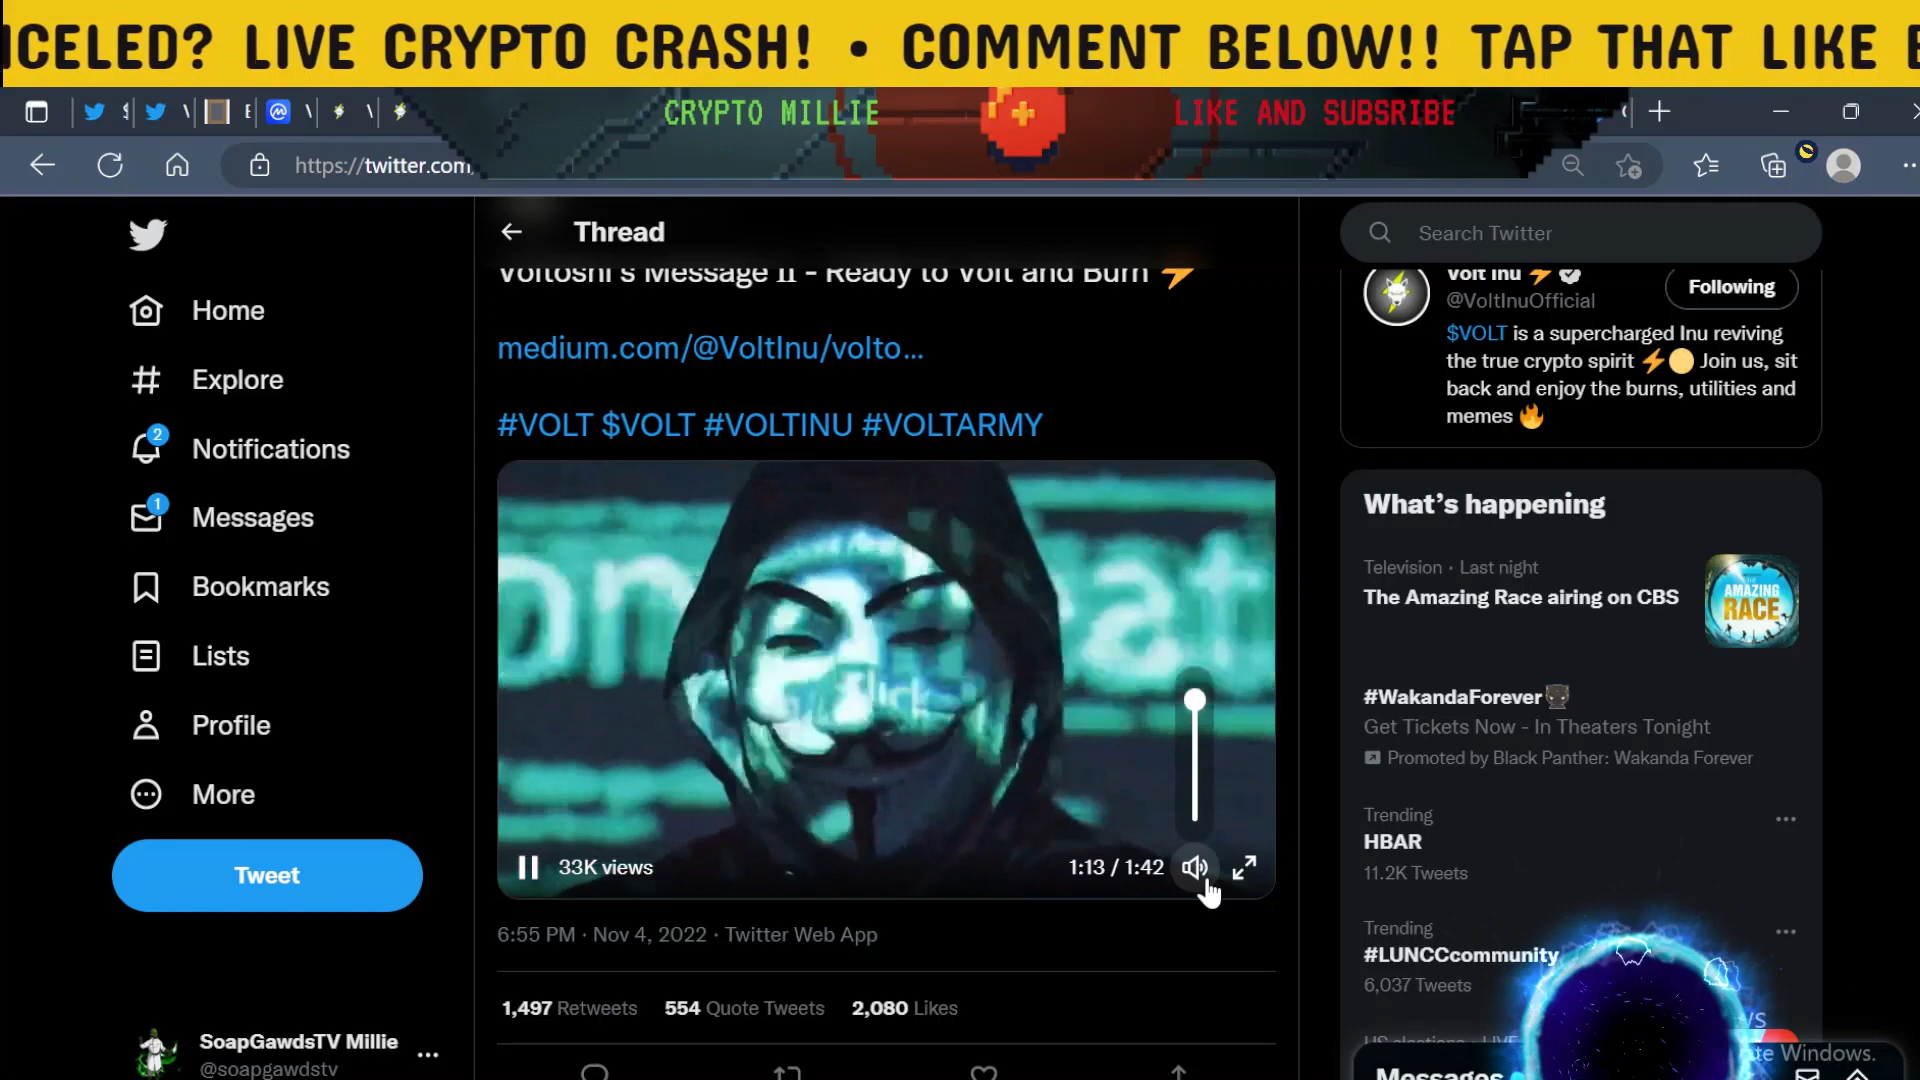 ICELED? LIVE CRYPTO CRASH! • COMMENT BELOW!! TAP THAT LIKE
CRYPTO MILLIE
LIKE AND SUBSRIBE
https://twitter.com
Thread
Search Twitter
Voltoshi's Message II - Ready to Volt and Burn ⚡
medium.com/@VoltInu/volto...
#VOLT $VOLT #VOLTINU #VOLTARMY
Home
Explore
2
Notifications
1
Messages
Bookmarks
Lists
Profile
More
Tweet
SoapGawdsTV Millie
@soapgawdstv
33K views
1:13 / 1:42
6:55 PM · Nov 4, 2022 · Twitter Web App
1,497 Retweets 554 Quote Tweets 2,080 Likes
Volt Inu ⚡
@VoltInuOfficial
Following
$VOLT is a supercharged Inu reviving
the true crypto spirit ⚡🟡 Join us, sit
back and enjoy the burns, utilities and
memes 🔥
What's happening
Television · Last night
The Amazing Race airing on CBS
AMAZING
RACE
#WakandaForever
Get Tickets Now - In Theaters Tonight
Promoted by Black Panther: Wakanda Forever
Trending
HBAR
11.2K Tweets
Trending
#LUNCCcommunity
6,037 Tweets
US elections · LIVE
Messages
Windows.